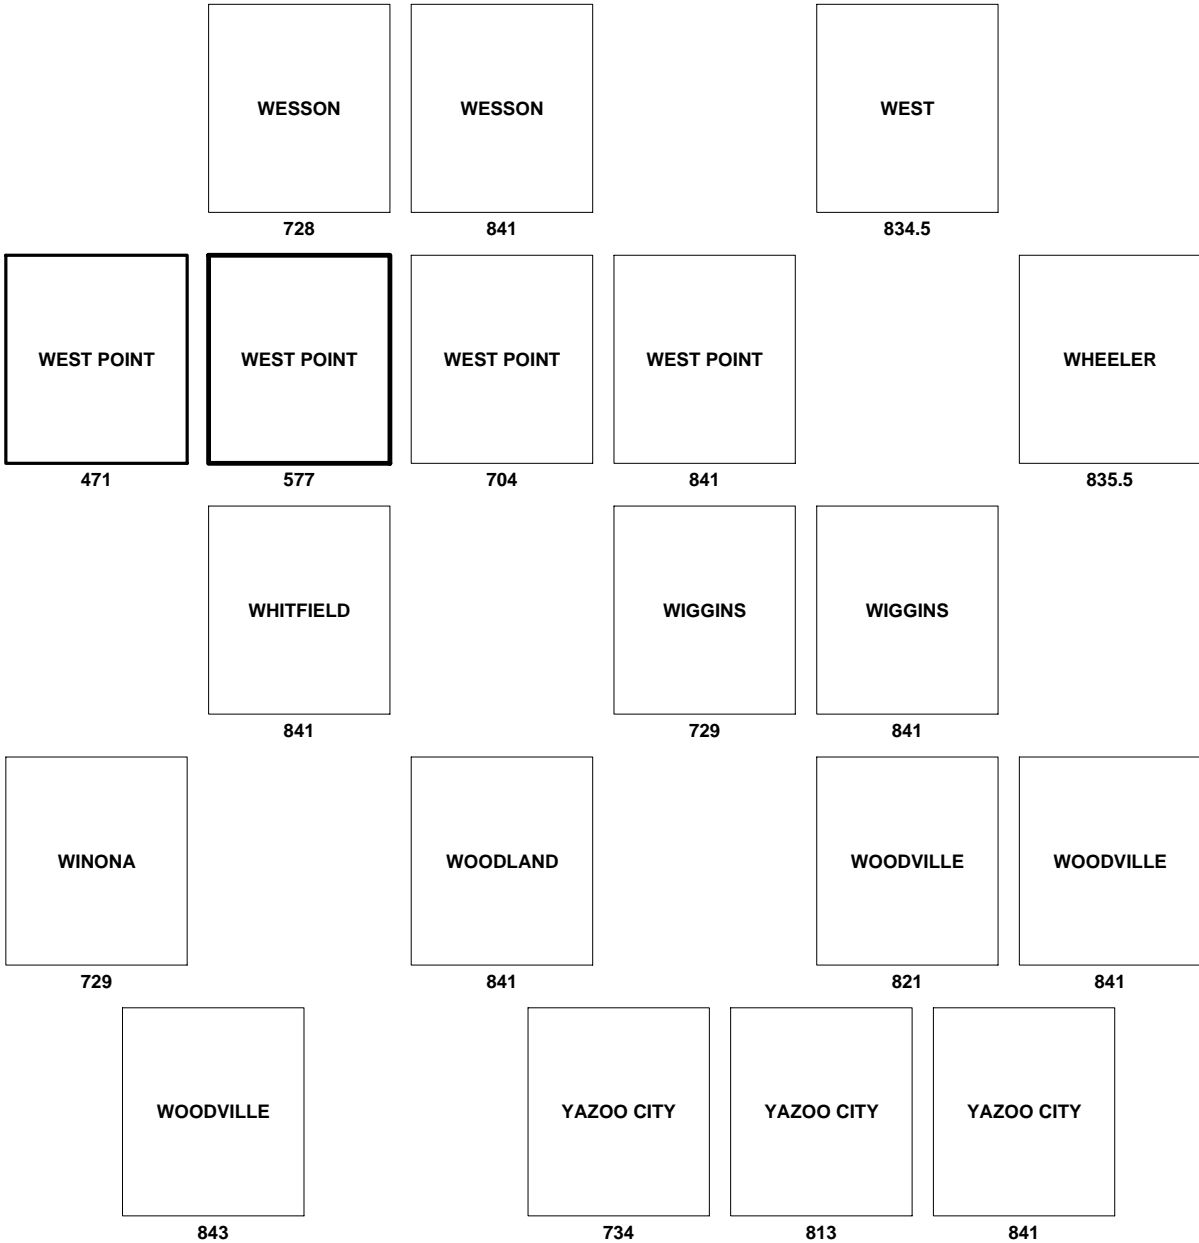 WESSON WESSON WEST
728 841 834.5
WEST POINT WEST POINT WEST POINT WEST POINT WHEELER
471 577 704 841 835.5
WHITFIELD WIGGINS WIGGINS
841 729 841
WINONA WOODLAND WOODVILLE WOODVILLE
729 841 821 841
WOODVILLE YAZOO CITY YAZOO CITY YAZOO CITY
843 734 813 841